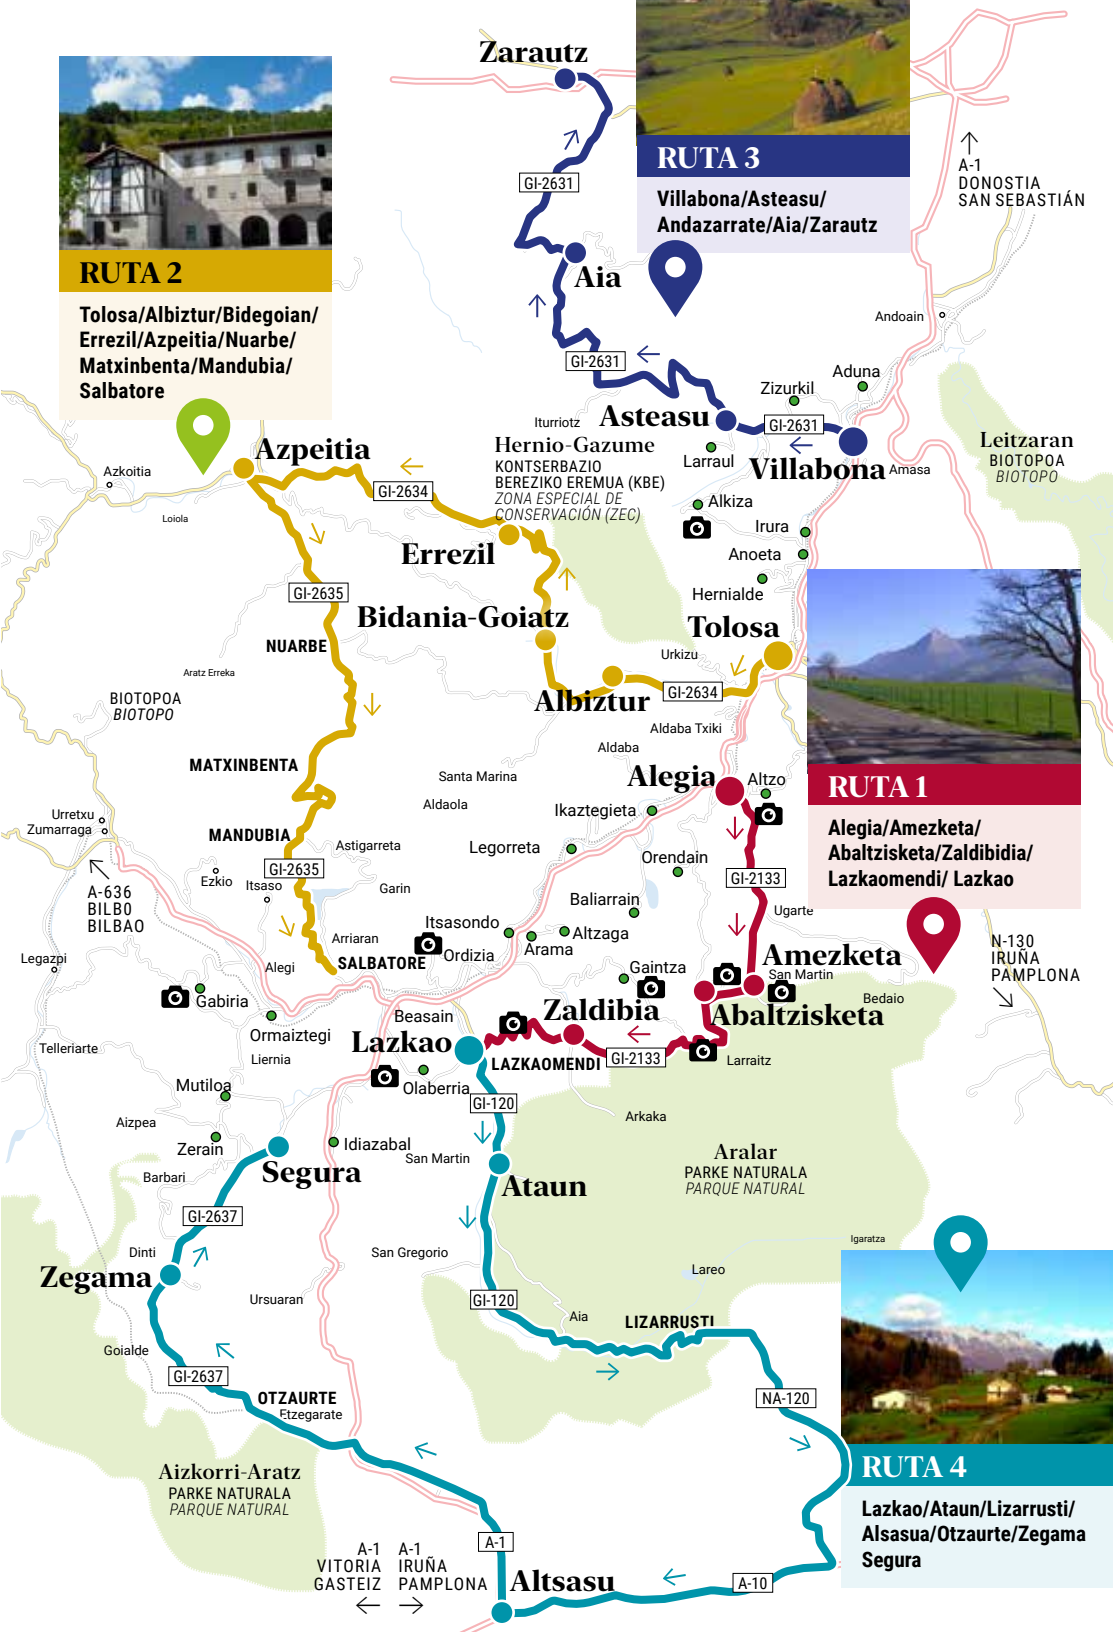 Zarautz
GI-2631
RUTA 3
Villabona/Asteasu/
Andazarrate/Aia/Zarautz
A-1
DONOSTIA
SAN SEBASTIÁN
RUTA 2
Tolosa/Albiztur/Bidegoian/
Errezil/Azpeitia/Nuarbe/
Matxinbenta/Mandubia/
Salbatore
Aia
GI-2631
Andoain
Aduna
Zizurkil
Iturriotz
Asteasu
GI-2631
Villabona
Larraul
Amasa
Leitzaran
BIOTOPOA
BIOTOPO
Hernio-Gazume
KONTSERBAZIO
BEREZIKO EREMUA (KBE)
ZONA ESPECIAL DE
CONSERVACIÓN (ZEC)
Azpeitia
Azkoitia
Loiola
GI-2634
Alkiza
Irura
Anoeta
Hernialde
Errezil
GI-2635
Bidania-Goiatz
NUARBE
Tolosa
Urkizu
GI-2634
Albiztur
Aratz Erreka
BIOTOPOA
BIOTOPO
Aldaba Txiki
Aldaba
MATXINBENTA
Santa Marina
Alegia
Altzo
RUTA 1
Alegia/Amezketa/
Abaltzisketa/Zaldibidia/
Lazkaomendi/ Lazkao
Aldaola
Ikaztegieta
Urretxu
Zumarraga
MANDUBIA
Astigarreta
Legorreta
Orendain
GI-2635
GI-2133
Ezkio
Itsaso
Garin
A-636
BILBO
BILBAO
Baliarrain
Ugarte
Itsasondo
Altzaga
Arama
Arriaran
Ordizia
SALBATORE
Legazpi
Alegi
Gaintza
Amezketa
San Martin
N-130
IRUÑA
PAMPLONA
Bedaio
Gabiria
Ormaiztegi
Beasain
Zaldibia
Abaltzisketa
Lazkao
Telleriarte
Liernia
LAZKAOMENDI
GI-2133
Larraitz
Mutiloa
Olaberria
GI-120
Arkaka
Aizpea
Zerain
Idiazabal
San Martin
Aralar
PARKE NATURALA
PARQUE NATURAL
Segura
Barbari
Ataun
GI-2637
Dinti
Zegama
San Gregorio
Igaratza
Lareo
Ursuaran
GI-120
Aia
LIZARRUSTI
Goialde
GI-2637
OTZAURTE
Etzegarate
NA-120
RUTA 4
Lazkao/Ataun/Lizarrusti/
Alsasua/Otzaurte/Zegama
Segura
Aizkorri-Aratz
PARKE NATURALA
PARQUE NATURAL
A-1
A-1
VITORIA
GASTEIZ
A-1
IRUÑA
PAMPLONA
Altsasu
A-10